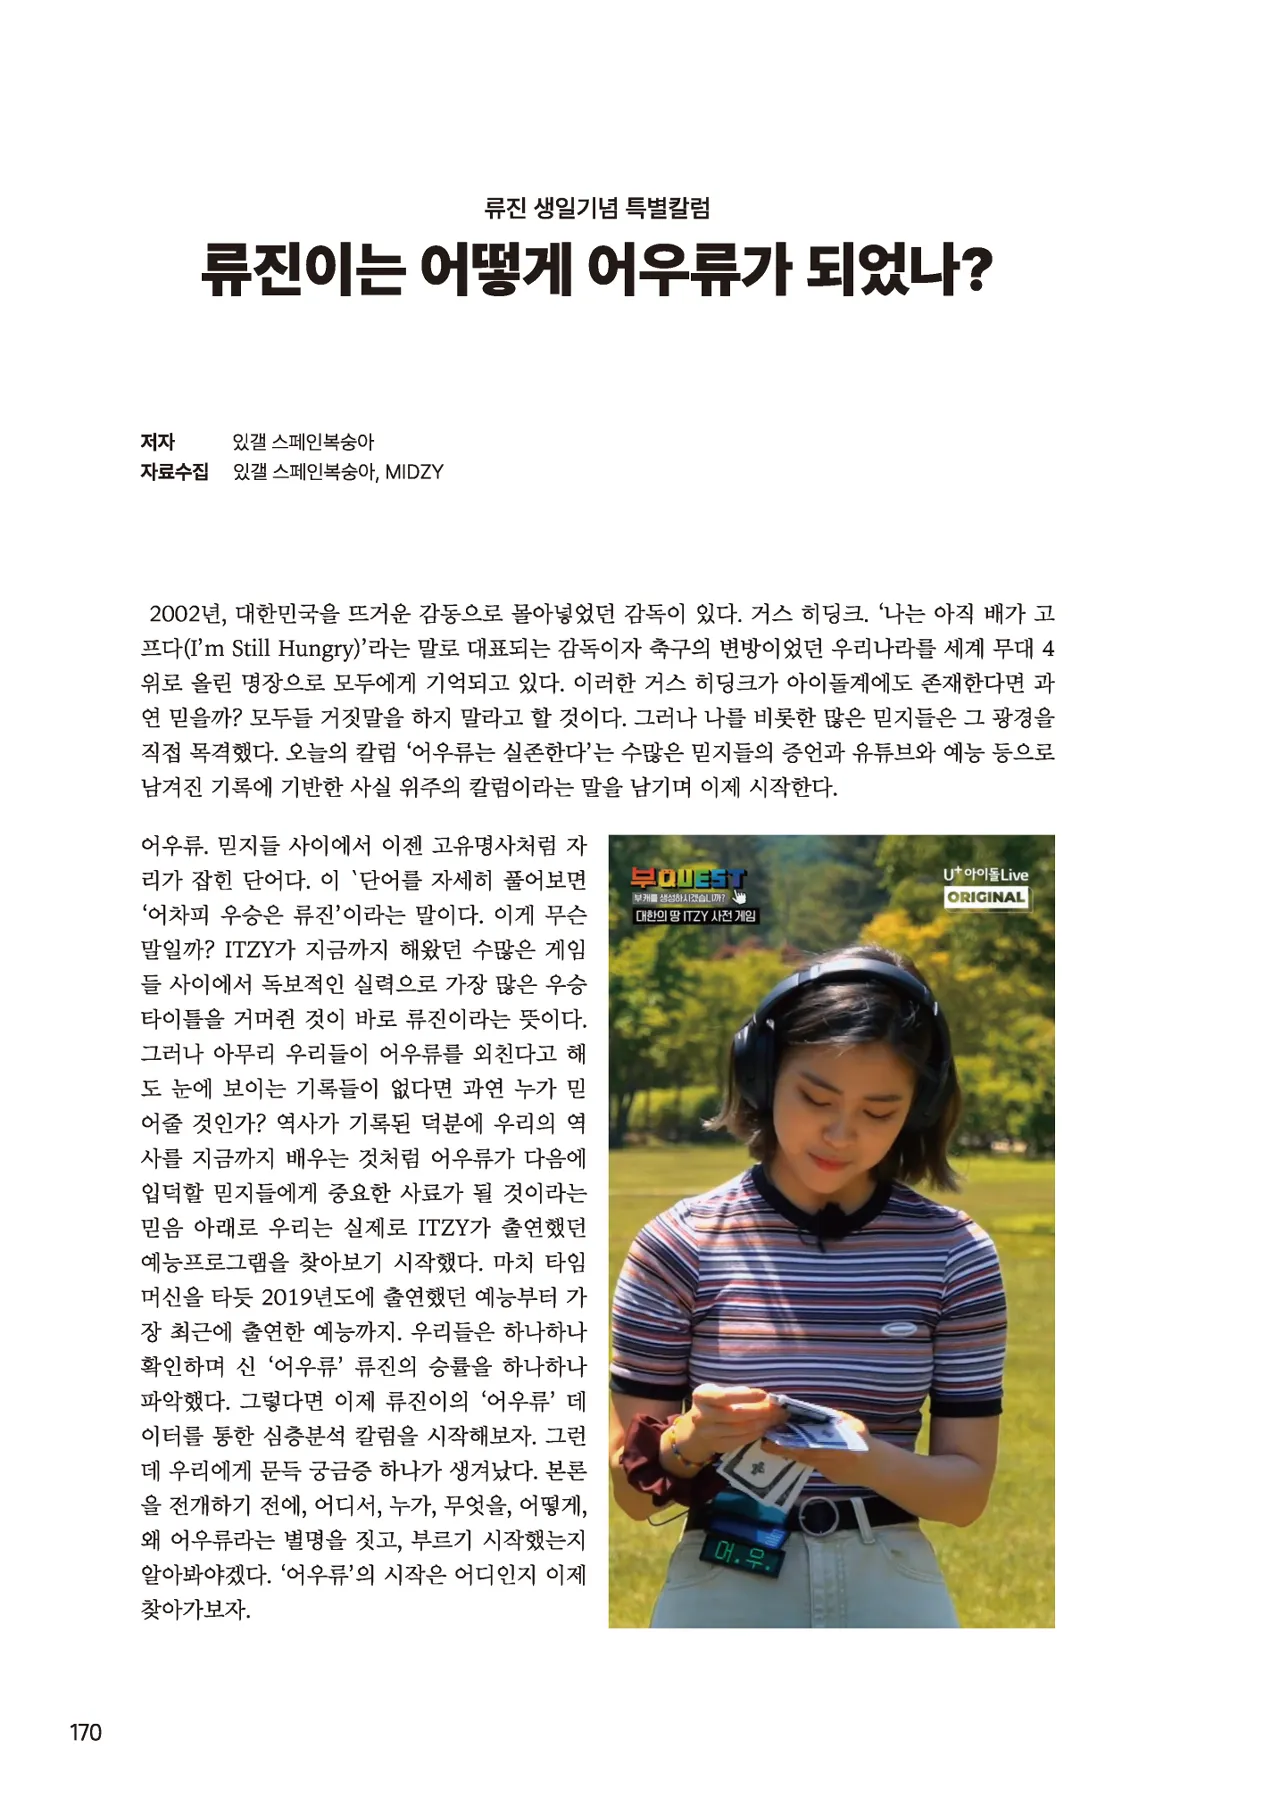 류진 생일기념 특별칼럼
류진이는 어떻게 어우류가 되었나?
저자 있갤 스페인복숭아
자료수집 있갤 스페인복숭아, MIDZY
2002년, 대한민국을 뜨거운 감동으로 몰아넣었던 감독이 있다. 거스 히딩크. ‘나는 아직 배가 고
프다(I’m Still Hungry)’라는 말로 대표되는 감독이자 축구의 변방이었던 우리나라를 세계 무대 4
위로 올린 명장으로 모두에게 기억되고 있다. 이러한 거스 히딩크가 아이돌계에도 존재한다면 과
연 믿을까? 모두들 거짓말을 하지 말라고 할 것이다. 그러나 나를 비롯한 많은 믿지들은 그 광경을
직접 목격했다. 오늘의 칼럼 ‘어우류는 실존한다’는 수많은 믿지들의 증언과 유튜브와 예능 등으로
남겨진 기록에 기반한 사실 위주의 칼럼이라는 말을 남기며 이제 시작한다.
어우류. 믿지들 사이에서 이젠 고유명사처럼 자
리가 잡힌 단어다. 이 ‵단어를 자세히 풀어보면
‘어차피 우승은 류진’이라는 말이다. 이게 무슨
말일까? ITZY가 지금까지 해왔던 수많은 게임
들 사이에서 독보적인 실력으로 가장 많은 우승
타이틀을 거머쥔 것이 바로 류진이라는 뜻이다.
그러나 아무리 우리들이 어우류를 외친다고 해
도 눈에 보이는 기록들이 없다면 과연 누가 믿
어줄 것인가? 역사가 기록된 덕분에 우리의 역
사를 지금까지 배우는 것처럼 어우류가 다음에
입덕할 믿지들에게 중요한 사료가 될 것이라는
믿음 아래로 우리는 실제로 ITZY가 출연했던
예능프로그램을 찾아보기 시작했다. 마치 타임
머신을 타듯 2019년도에 출연했던 예능부터 가
장 최근에 출연한 예능까지. 우리들은 하나하나
확인하며 신 ‘어우류’ 류진의 승률을 하나하나
파악했다. 그렇다면 이제 류진이의 ‘어우류’ 데
이터를 통한 심층분석 칼럼을 시작해보자. 그런
데 우리에게 문득 궁금증 하나가 생겨났다. 본론
을 전개하기 전에, 어디서, 누가, 무엇을, 어떻게,
왜 어우류라는 별명을 짓고, 부르기 시작했는지
알아봐야겠다. ‘어우류’의 시작은 어디인지 이제
찾아가보자.
부QUEST
부캐를 생성하시겠습니까?
대한의 땅 ITZY 사전 게임
U+아이돌Live
ORIGINAL
어.우.
170